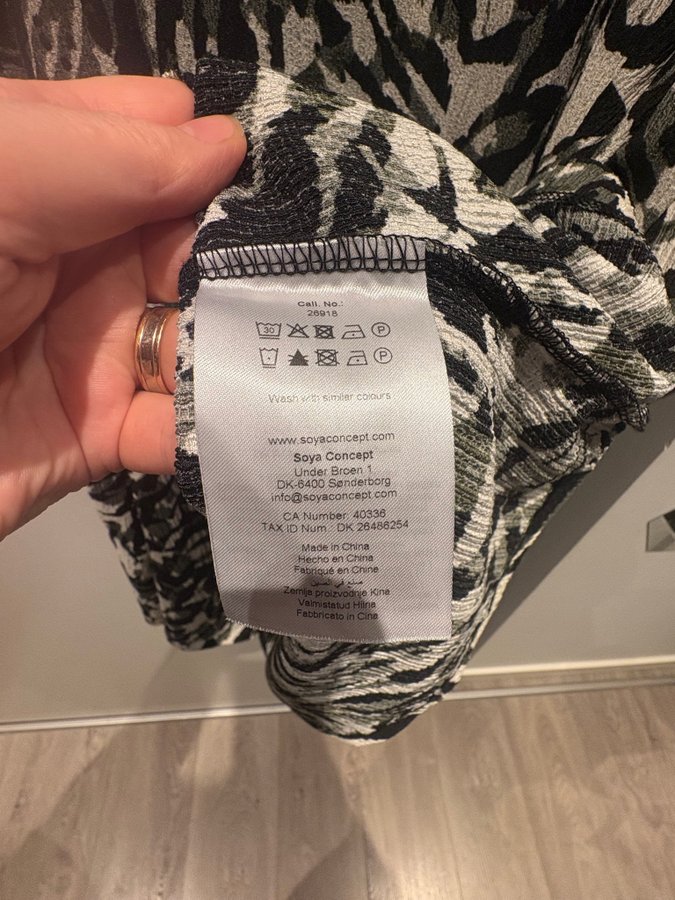 Call. No.:
26918
30 P
P
Wash with similar colours
www.soyaconcept.com
Soya Concept
Under Broen 1
DK-6400 Sønderborg
info@soyaconcept.com
CA Number: 40336
TAX ID Num.: DK 26486254
Made in China
Hecho en China
Fabriqué en Chine
صنع في الصين
Zemlja proizvodnje Kina
Valmistatud Hiina
Fabbricato in Cina